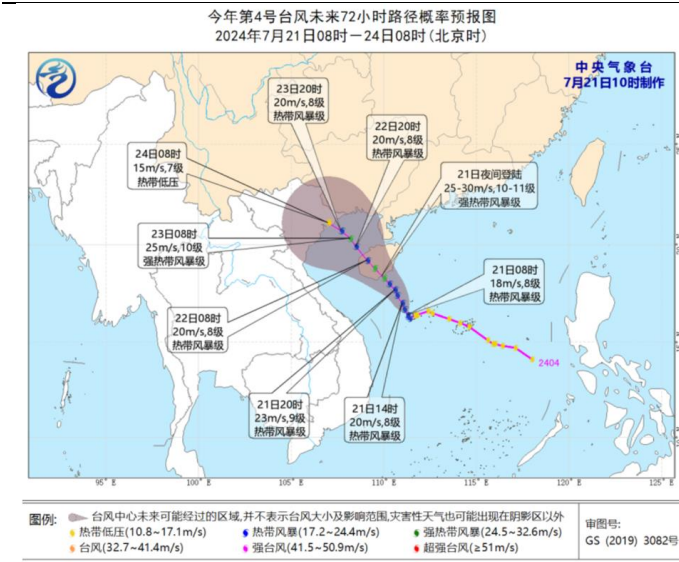 今年第4号台风未来72小时路径概率预报图
2024年7月21日08时－24日08时(北京时)
中央气象台
7月21日10时制作
23日20时
20m/s,8级
热带风暴级
22日20时
20m/s,8级
热带风暴级
24日08时
15m/s,7级
热带低压
21日夜间登陆
25-30m/s,10-11级
强热带风暴级
23日08时
25m/s,10级
强热带风暴级
21日08时
18m/s,8级
热带风暴级
22日08时
20m/s,8级
热带风暴级
2404
21日20时
23m/s,9级
热带风暴级
21日14时
20m/s,8级
热带风暴级
95°E
100°E
105°E
110°E
115°E
120°E
125°E
图例:
台风中心未来可能经过的区域,并不表示台风大小及影响范围,灾害性天气也可能出现在阴影区以外
热带低压(10.8~17.1m/s)
热带风暴(17.2~24.4m/s)
强热带风暴(24.5~32.6m/s)
台风(32.7~41.4m/s)
强台风(41.5~50.9m/s)
超强台风(≥51m/s)
审图号:
GS (2019) 3082号